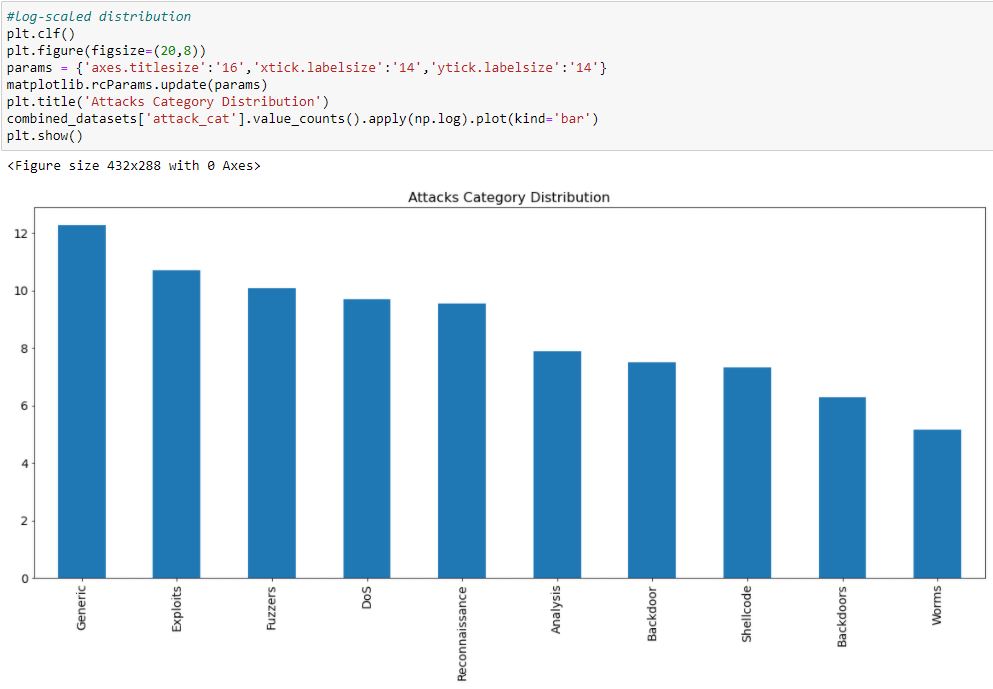 #log-scaled distribution
plt.clf()
plt.figure(figsize=(20,8))
params = {'axes.titlesize':'16','xtick.labelsize':'14','ytick.labelsize':'14'}
matplotlib.rcParams.update(params)
plt.title('Attacks Category Distribution')
combined_datasets['attack_cat'].value_counts().apply(np.log).plot(kind='bar')
plt.show()
<Figure size 432x288 with 0 Axes>
Attacks Category Distribution
12
10
8
6
4
2
0
Generic
Exploits
Fuzzers
DoS
Reconnaissance
Analysis
Backdoor
Shellcode
Backdoors
Worms